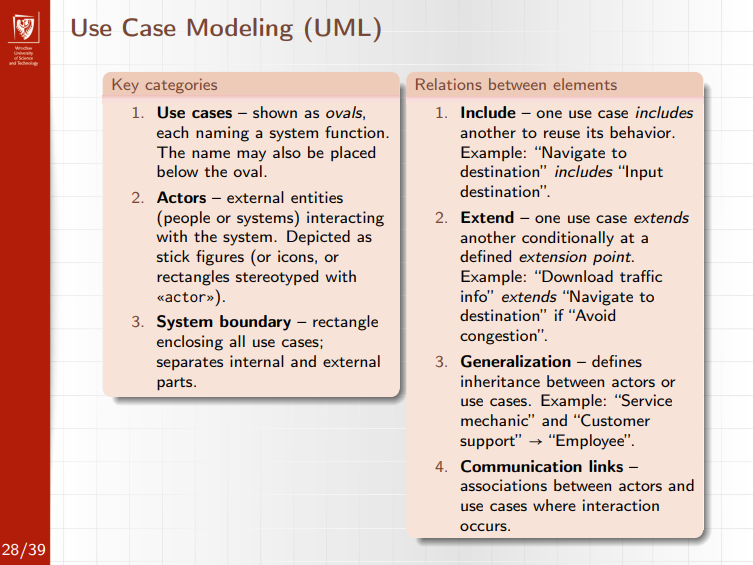 Wrocław
University
of Science
and Technology
Use Case Modeling (UML)
Key categories
1. Use cases – shown as ovals,
each naming a system function.
The name may also be placed
below the oval.
2. Actors – external entities
(people or systems) interacting
with the system. Depicted as
stick figures (or icons, or
rectangles stereotyped with
«actor»).
3. System boundary – rectangle
enclosing all use cases;
separates internal and external
parts.
Relations between elements
1. Include – one use case includes
another to reuse its behavior.
Example: “Navigate to
destination” includes “Input
destination”.
2. Extend – one use case extends
another conditionally at a
defined extension point.
Example: “Download traffic
info” extends “Navigate to
destination” if “Avoid
congestion”.
3. Generalization – defines
inheritance between actors or
use cases. Example: “Service
mechanic” and “Customer
support” → “Employee”.
4. Communication links –
associations between actors and
use cases where interaction
occurs.
28/39